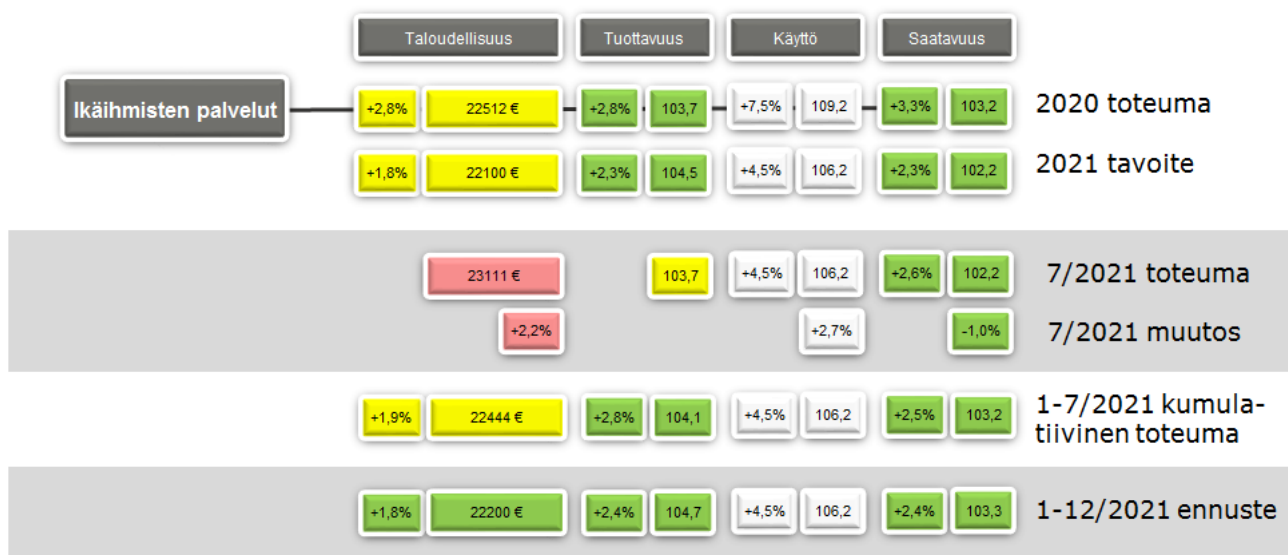 Taloudellisuus Tuottavuus Käyttö Saatavuus
Ikäihmisten palvelut +2,8% 22512 € +2,8% 103,7 +7,5% 109,2 +3,3% 103,2 2020 toteuma
+1,8% 22100 € +2,3% 104,5 +4,5% 106,2 +2,3% 102,2 2021 tavoite
23111 € 103,7 +4,5% 106,2 +2,6% 102,2 7/2021 toteuma
+2,2% +2,7% -1,0% 7/2021 muutos
+1,9% 22444 € +2,8% 104,1 +4,5% 106,2 +2,5% 103,2 1-7/2021 kumula-
tiivinen toteuma
+1,8% 22200 € +2,4% 104,7 +4,5% 106,2 +2,4% 103,3 1-12/2021 ennuste